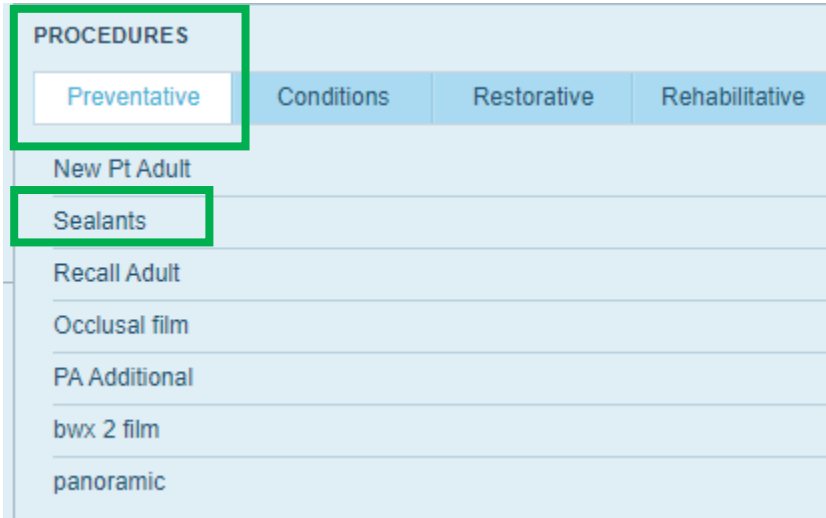 PROCEDURES
Preventative Conditions Restorative Rehabilitative
New Pt Adult
Sealants
Recall Adult
Occlusal film
PA Additional
bwx 2 film
panoramic